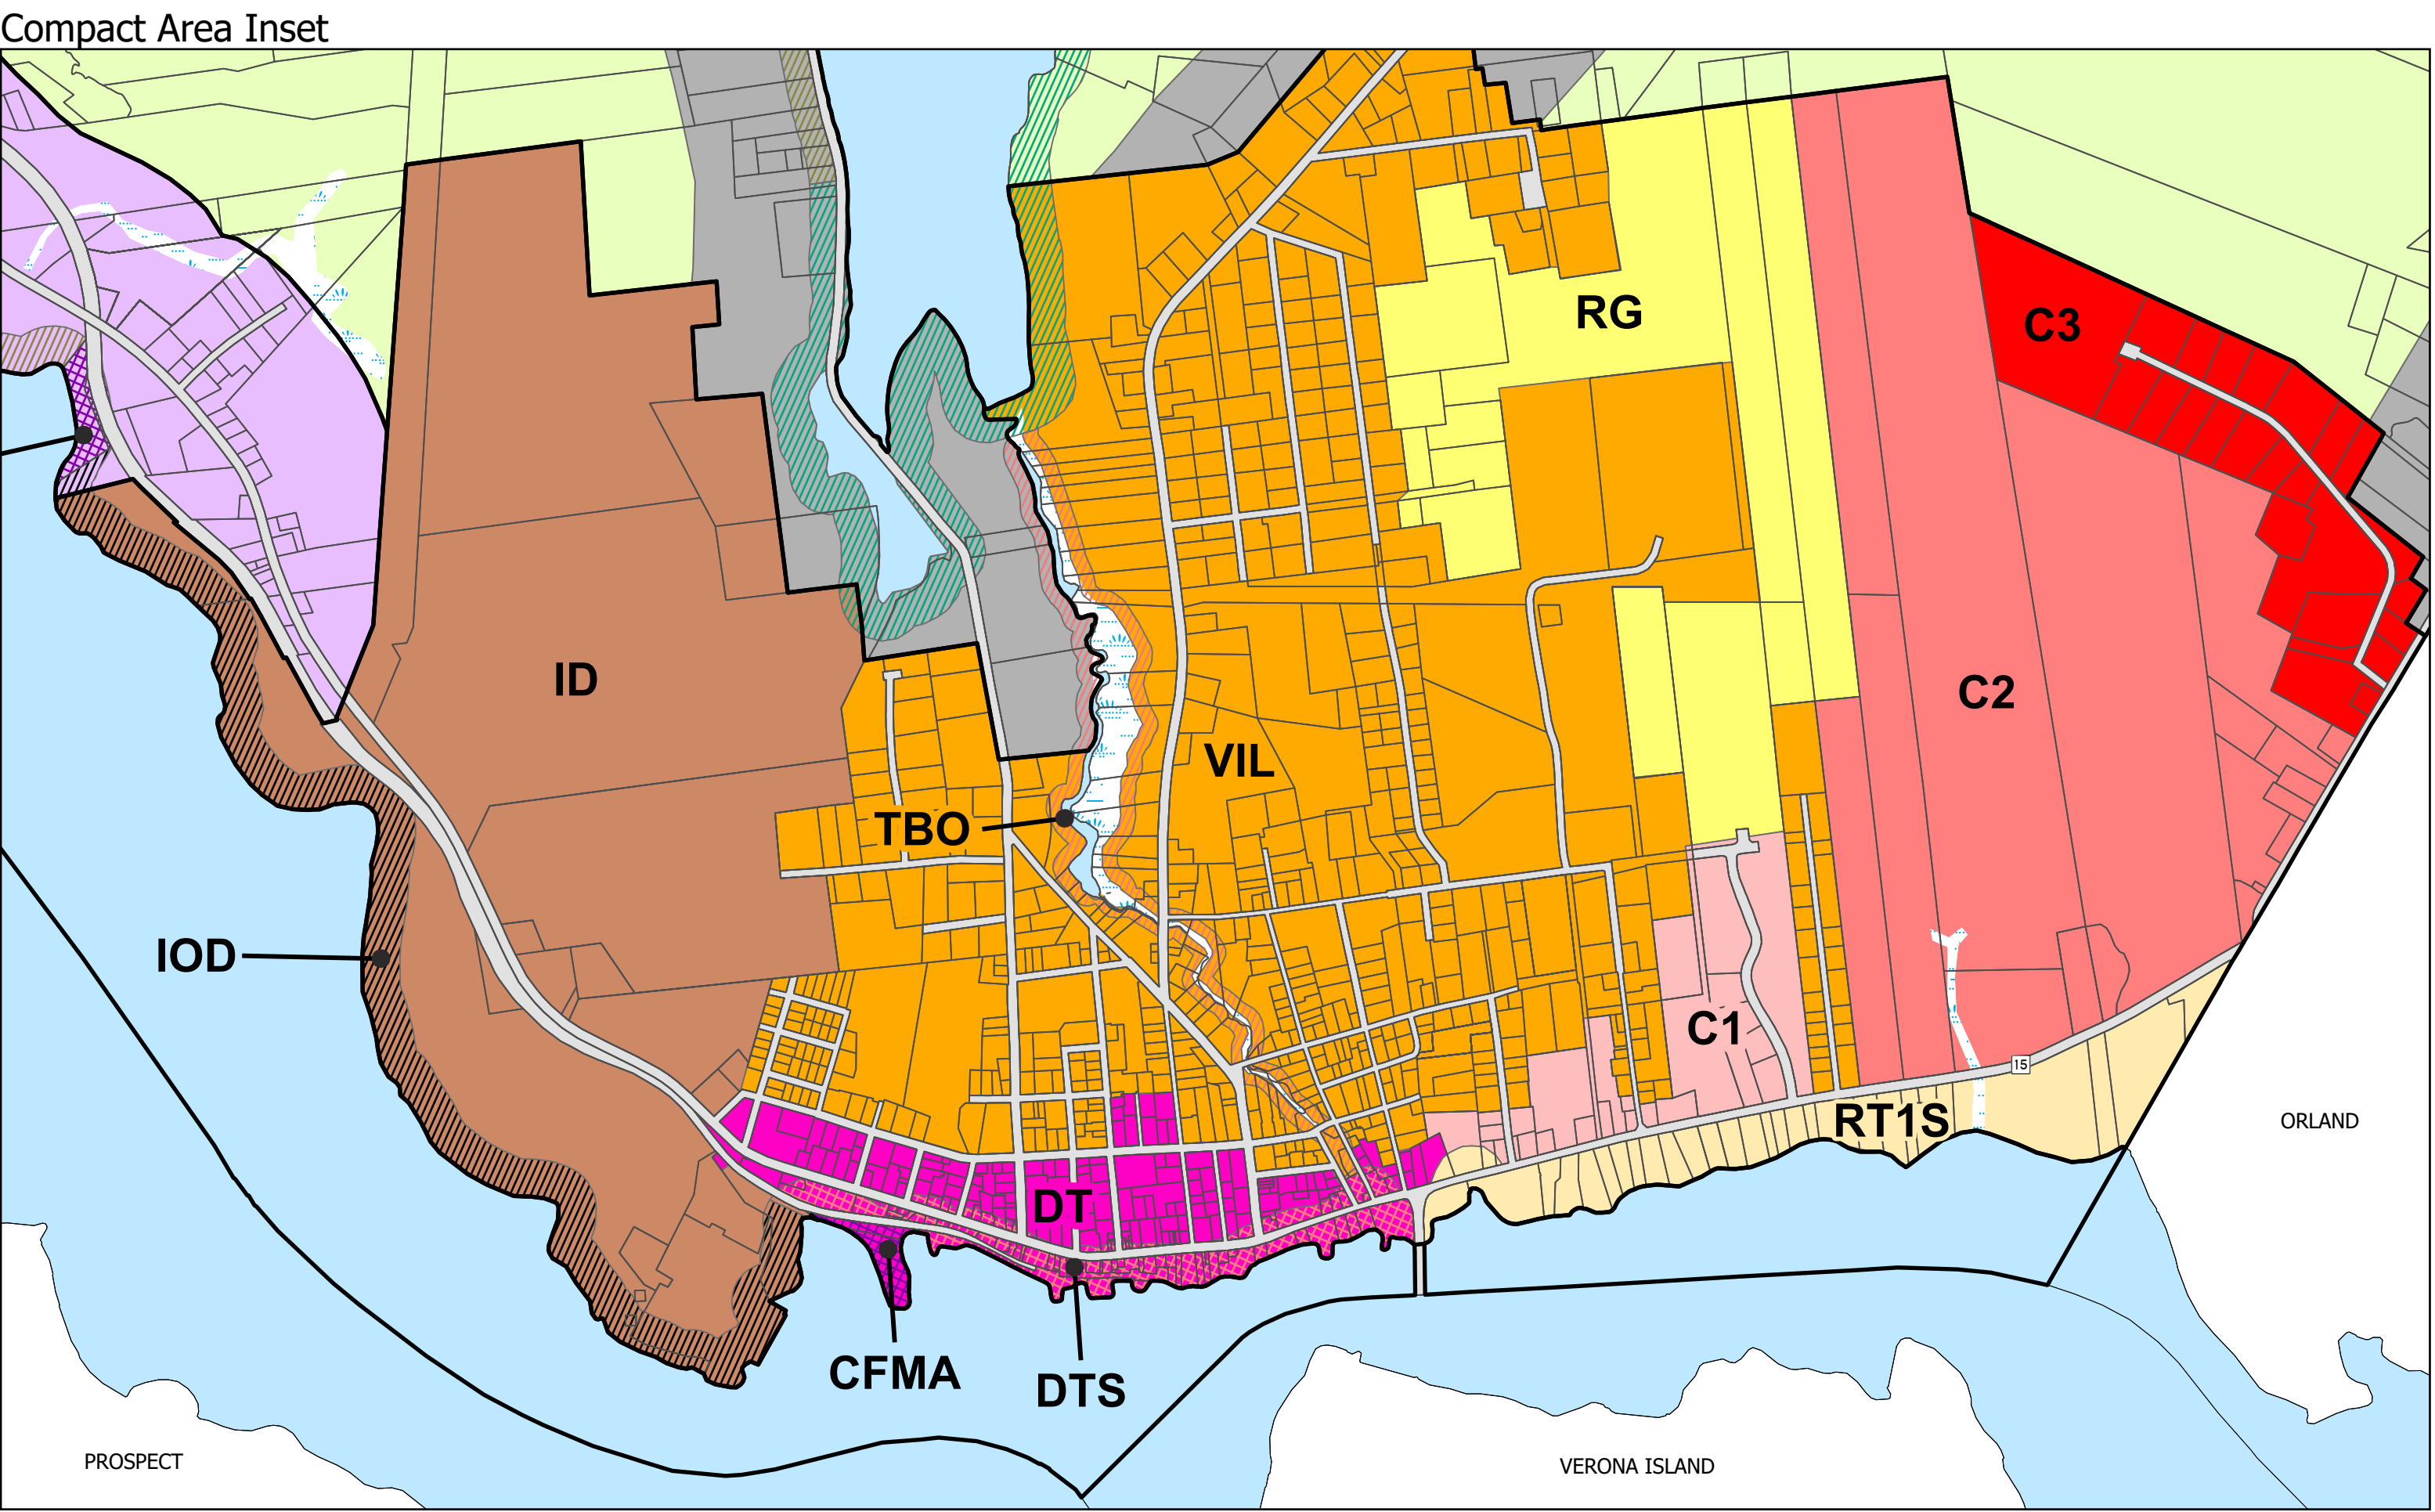 Compact Area Inset
RG
C3
ID
C2
VIL
TBO
IOD
C1
15
RT1S
ORLAND
DT
CFMA
DTS
PROSPECT
VERONA ISLAND